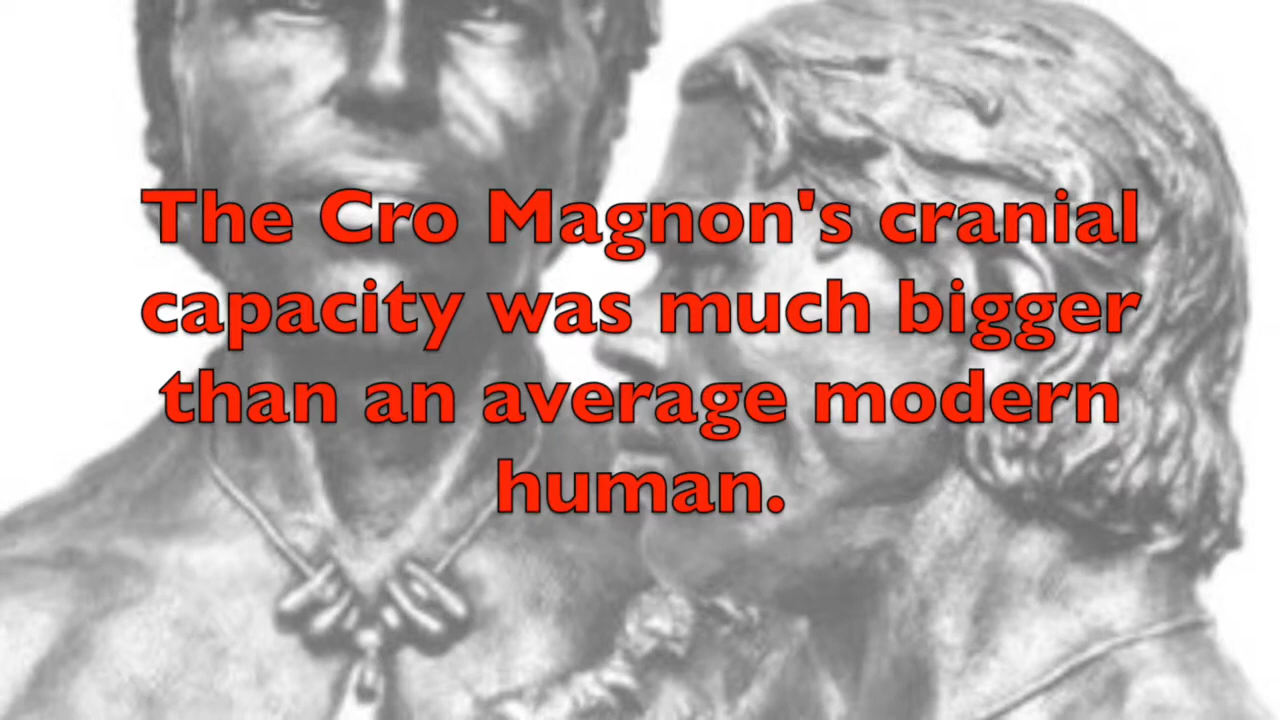 The Cro Magnon's cranial
capacity was much bigger
than an average modern
human.